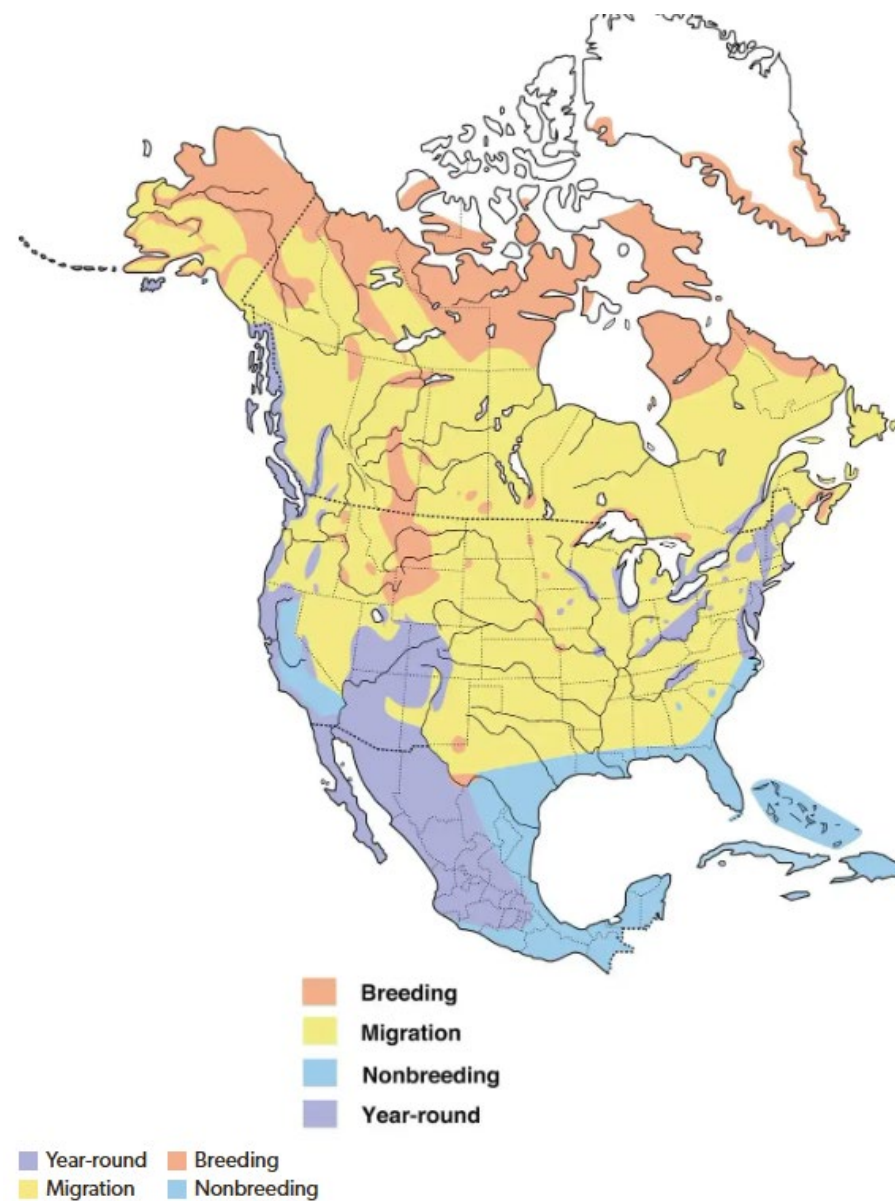 Breeding
Migration
Nonbreeding
Year-round
Year-round Breeding
Migration Nonbreeding